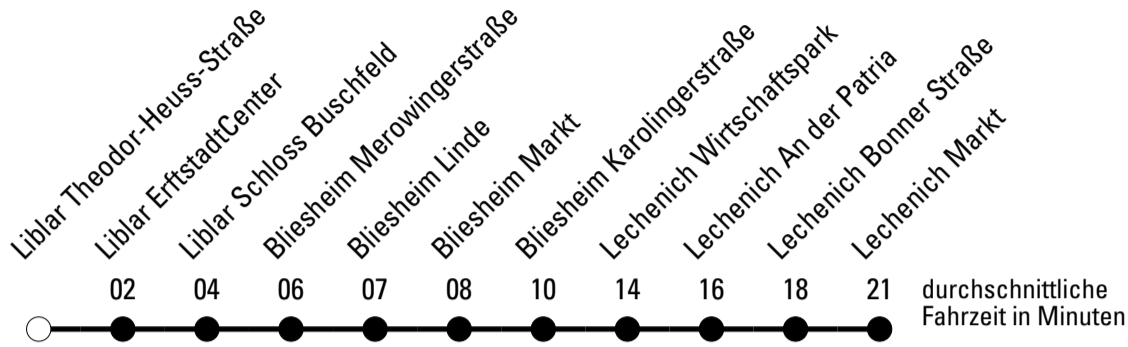 Liblar Theodor-Heuss-Straße
Liblar ErftstadtCenter
Liblar Schloss Buschfeld
Bliesheim Merowingerstraße
Bliesheim Linde
Bliesheim Markt
Bliesheim Karolingerstraße
Lechenich Wirtschaftspark
Lechenich An der Patria
Lechenich Bonner Straße
Lechenich Markt
02 04 06 07 08 10 14 16 18 21
durchschnittliche
Fahrzeit in Minuten